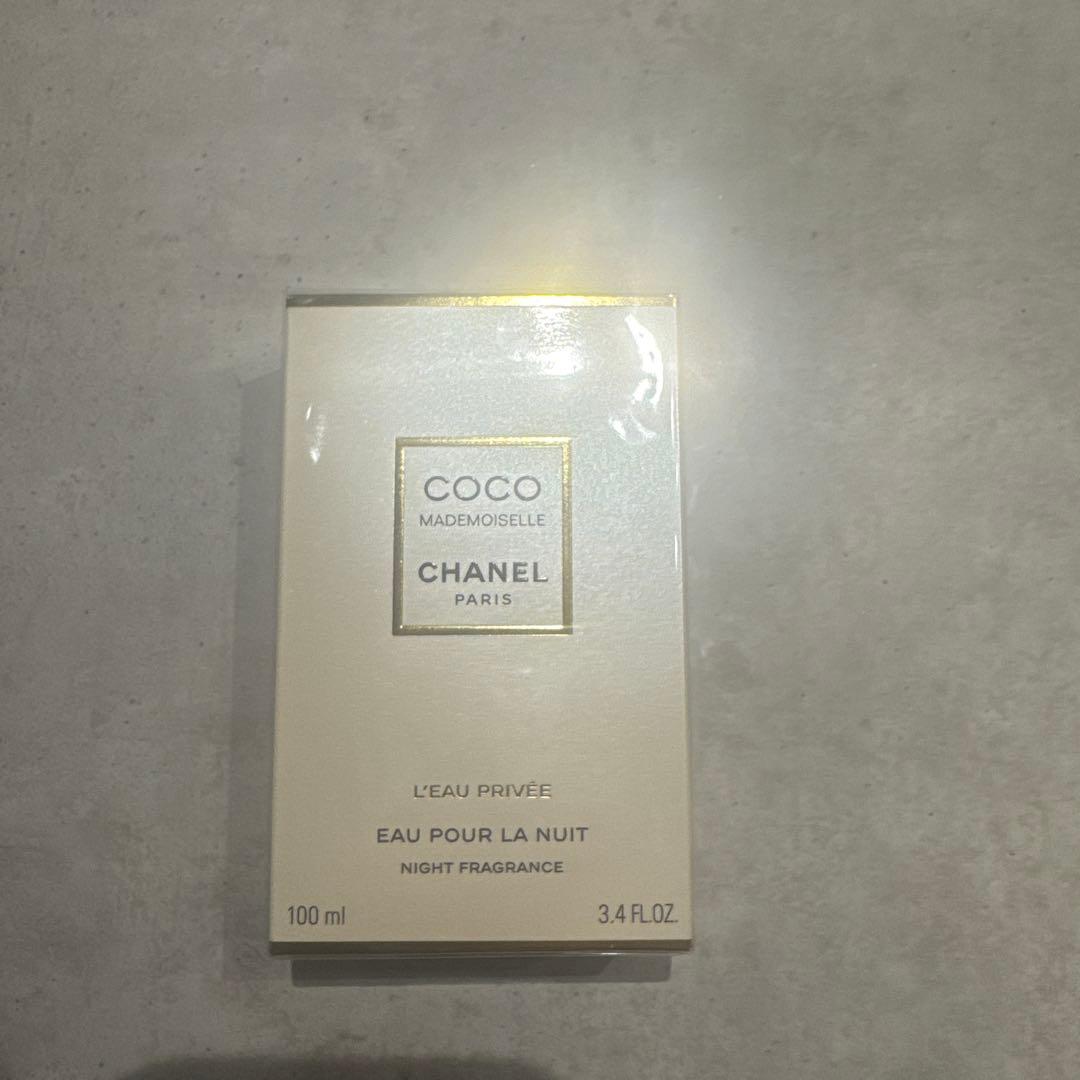 COCO
MADEMOISELLE
CHANEL
PARIS
L'EAU PRIVÉE
EAU POUR LA NUIT
NIGHT FRAGRANCE
100 ml
3.4 FL.OZ.